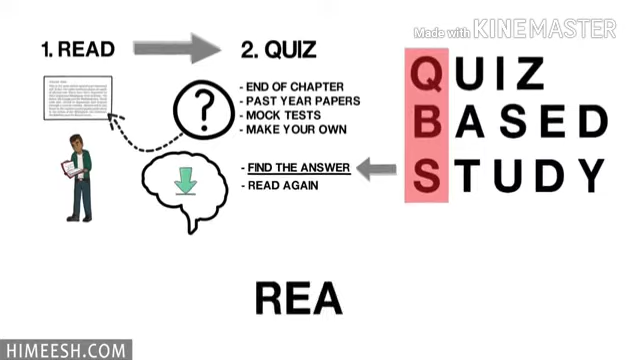 Made with KINEMASTER
1. READ
2. QUIZ
- END OF CHAPTER
- PAST YEAR PAPERS
- MOCK TESTS
- MAKE YOUR OWN
?
- FIND THE ANSWER
- READ AGAIN
QUIZ
BASED
STUDY
REA
HIMEESH.COM